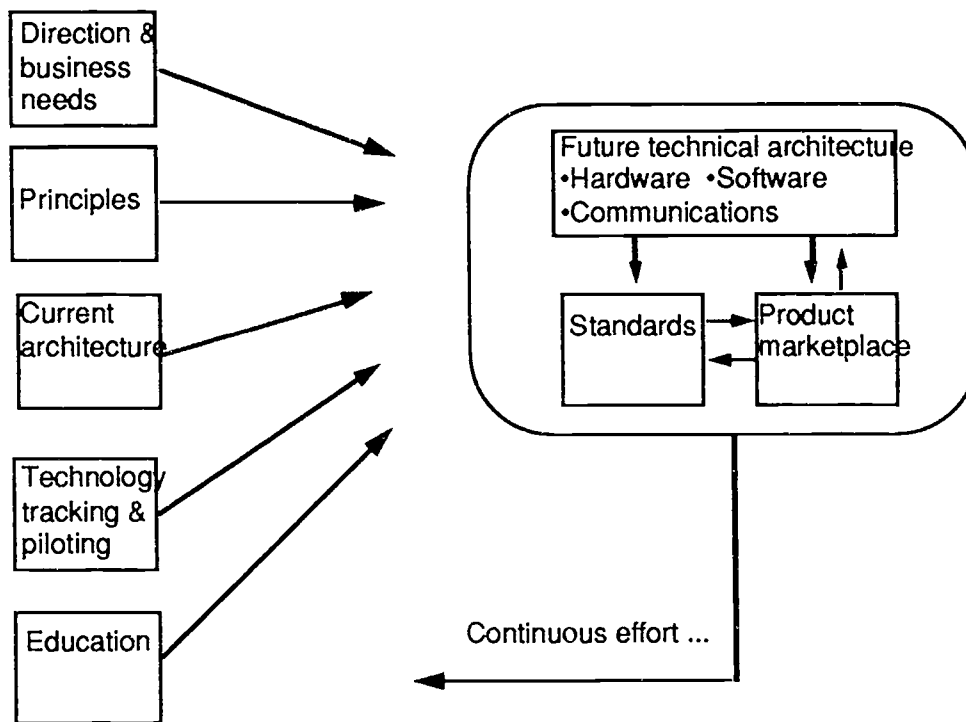 Direction &
business
needs
Principles
Current
architecture
Technology
tracking &
piloting
Education
Future technical architecture
•Hardware •Software
•Communications
Standards
Product
marketplace
Continuous effort ...